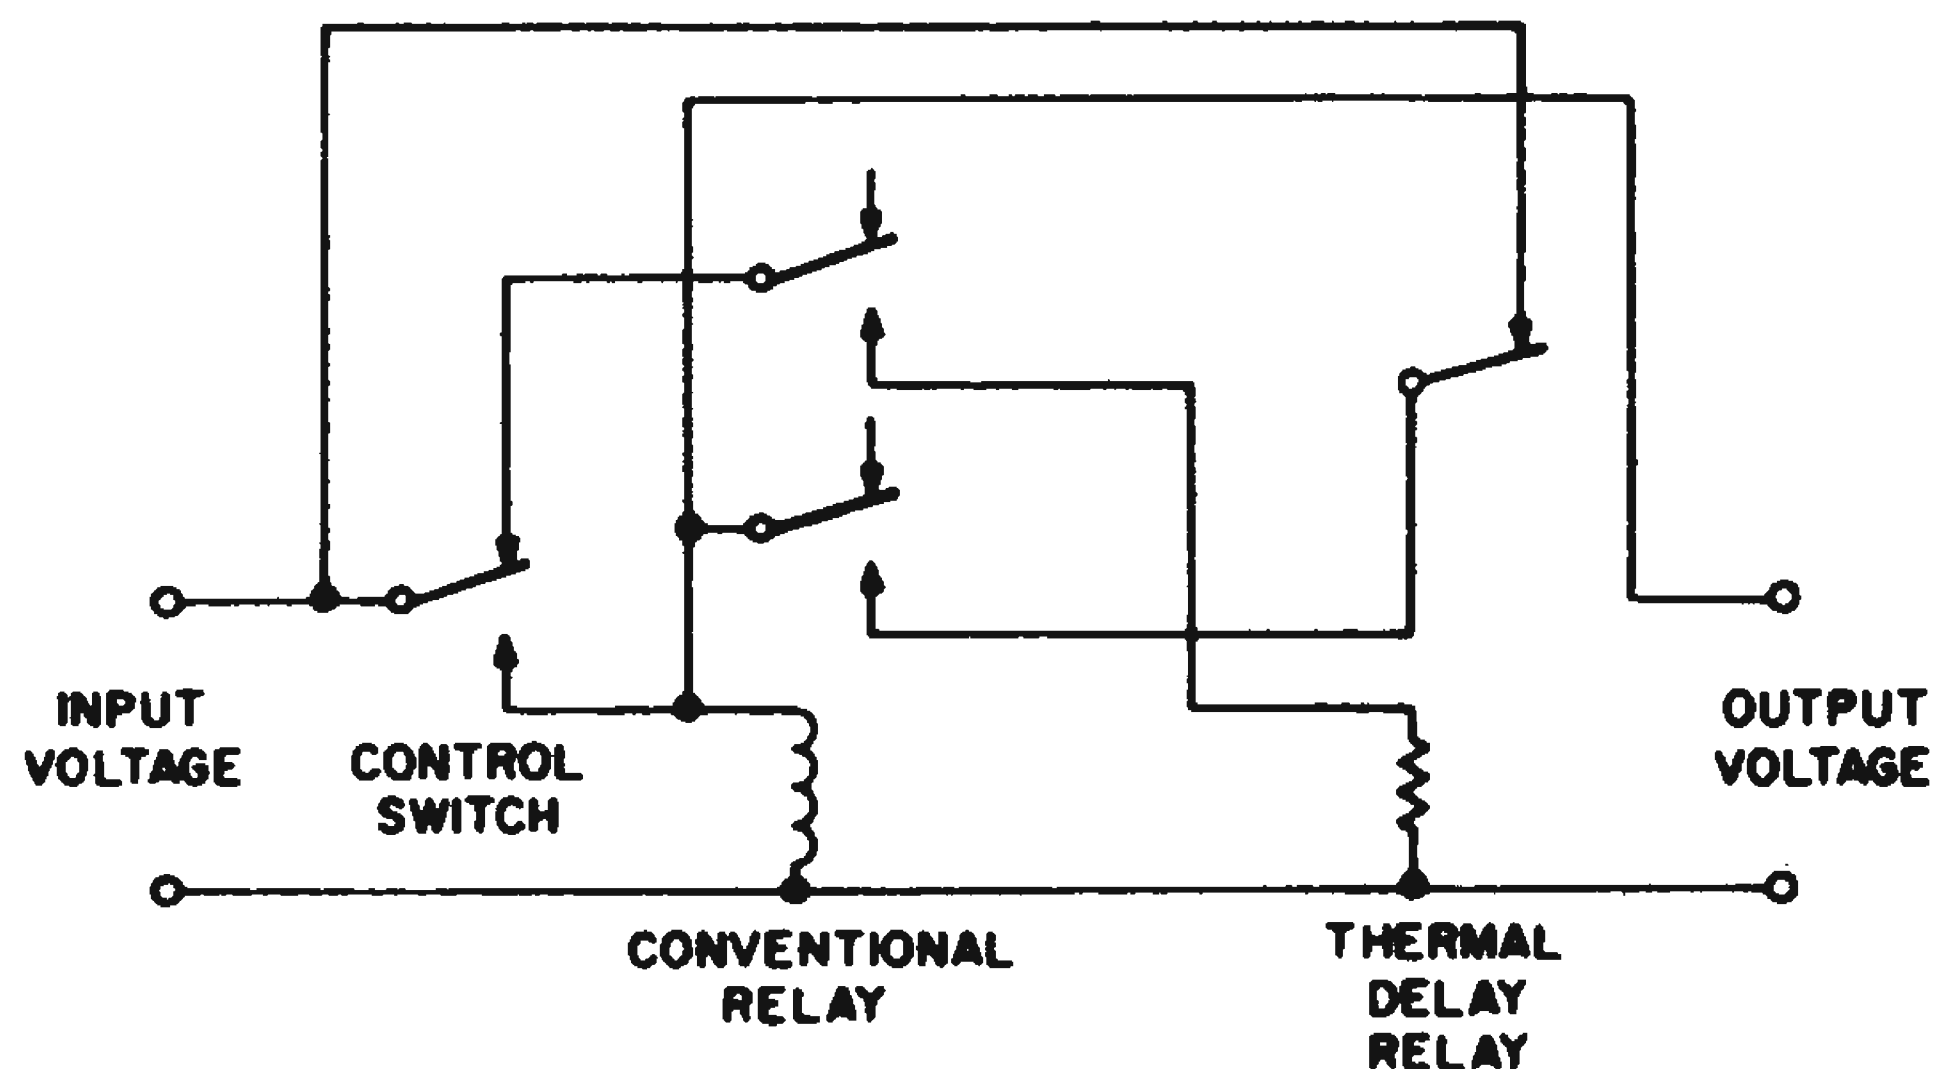 INPUT
VOLTAGE
CONTROL
SWITCH
CONVENTIONAL
RELAY
THERMAL
DELAY
RELAY
OUTPUT
VOLTAGE